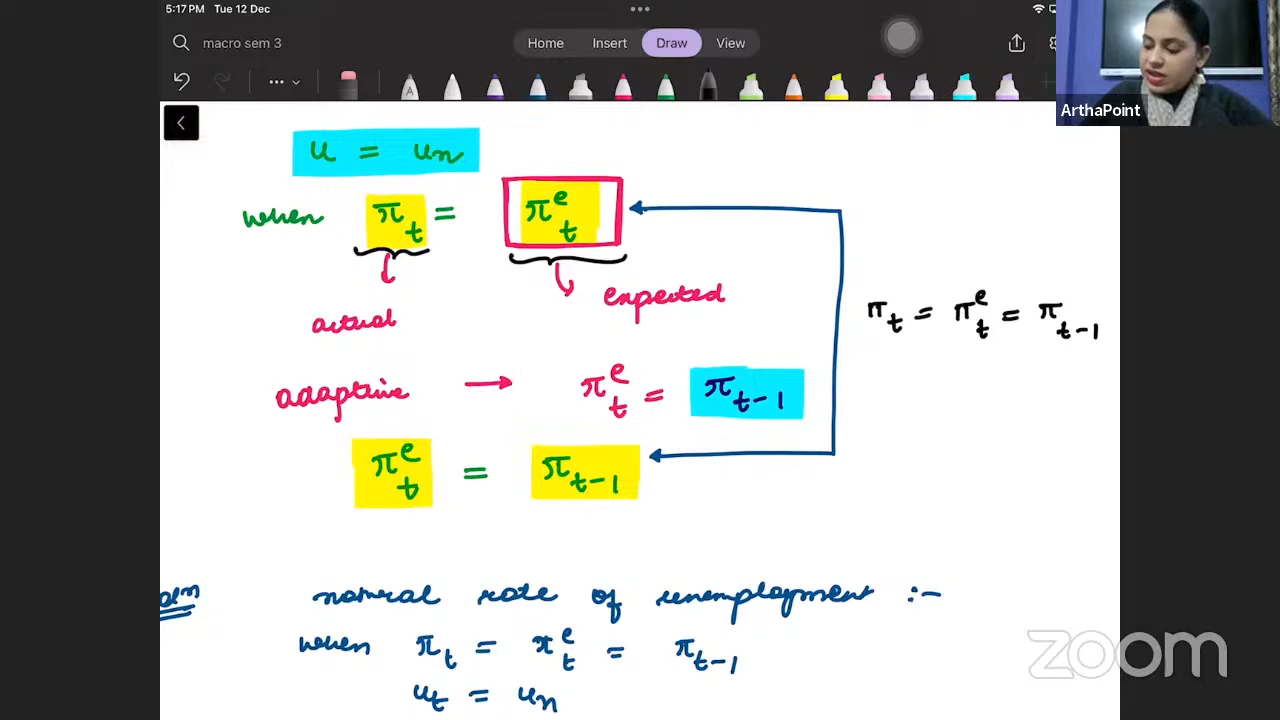 5:17 PM Tue 12 Dec
macro sem 3
Home Insert Draw View
ArthaPoint
u = un
when πt = πet
actual
expected
πt = πet = πt-1
adaptive → πet = πt-1
πet = πt-1
natural rate of unemployment :-
when πt = πet = πt-1
ut = un
zoom